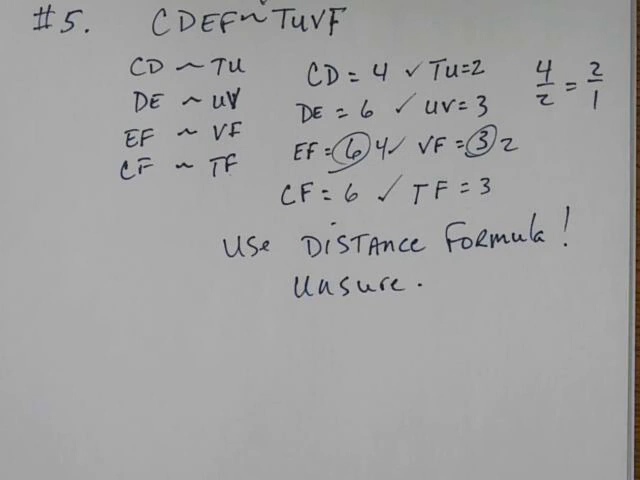 #5. CDEF ~ TUVF
CD ~ TU CD = 4 ✓ TU=2 4/2 = 2/1
DE ~ UV DE = 6 ✓ UV = 3
EF ~ VF EF = 6 4 ✓ VF = 3 2
CF ~ TF CF = 6 ✓ TF = 3
USE DISTANCE FORMULA!
UNSURE.